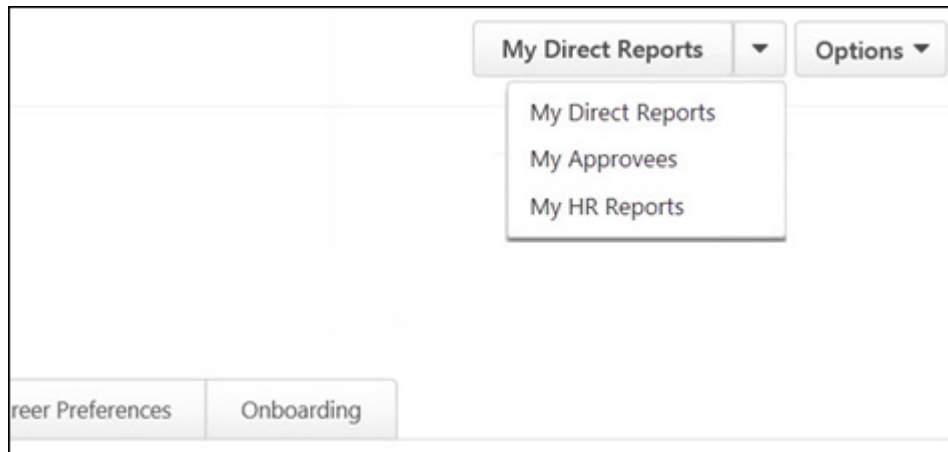 My Direct Reports Options
My Direct Reports
My Approvees
My HR Reports
reer Preferences Onboarding